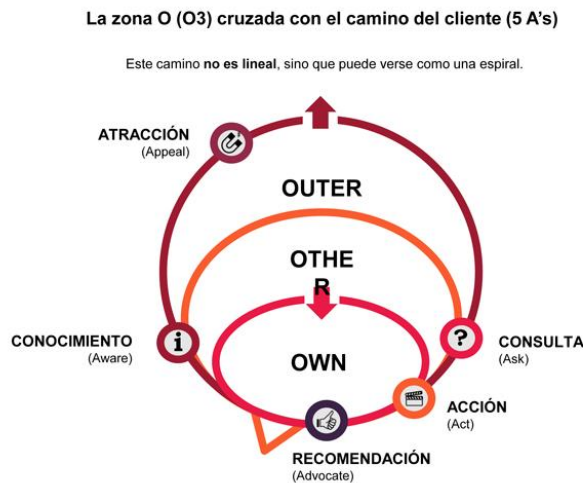 La zona O (O3) cruzada con el camino del cliente (5 A's)
Este camino no es lineal, sino que puede verse como una espiral.
ATRACCIÓN
(Appeal)
OUTER
OTHE
R
CONOCIMIENTO
(Aware)
i
?
CONSULTA
(Ask)
OWN
ACCIÓN
(Act)
RECOMENDACIÓN
(Advocate)